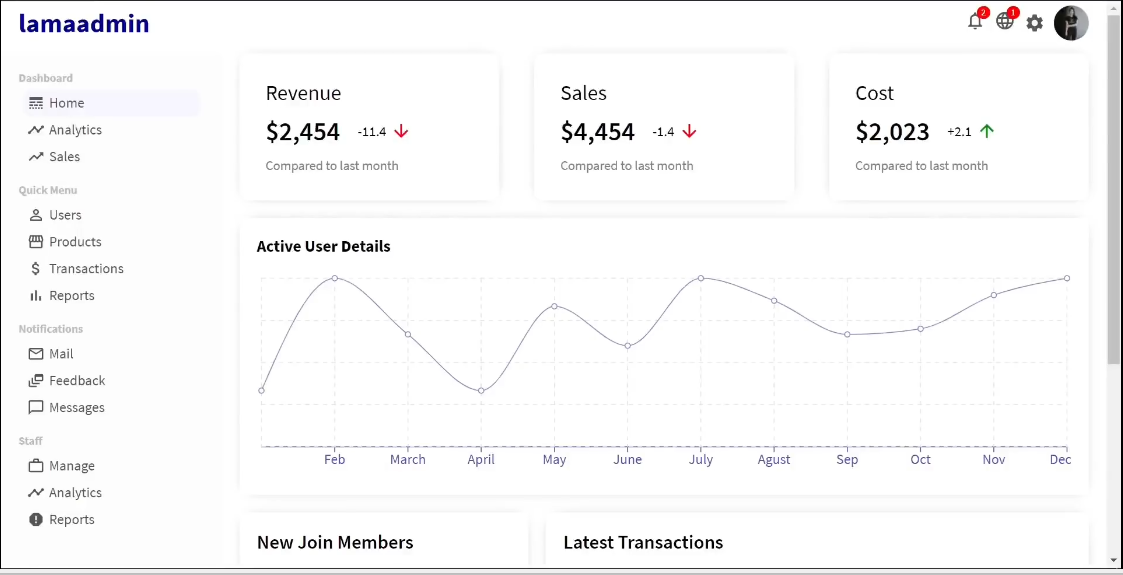 lamaadmin
2
1
Dashboard
Home
Analytics
Sales
Quick Menu
Users
Products
Transactions
Reports
Notifications
Mail
Feedback
Messages
Staff
Manage
Analytics
Reports
Revenue
$2,454 -11.4
Compared to last month
Sales
$4,454 -1.4
Compared to last month
Cost
$2,023 +2.1
Compared to last month
Active User Details
Feb March April May June July Agust Sep Oct Nov Dec
New Join Members
Latest Transactions